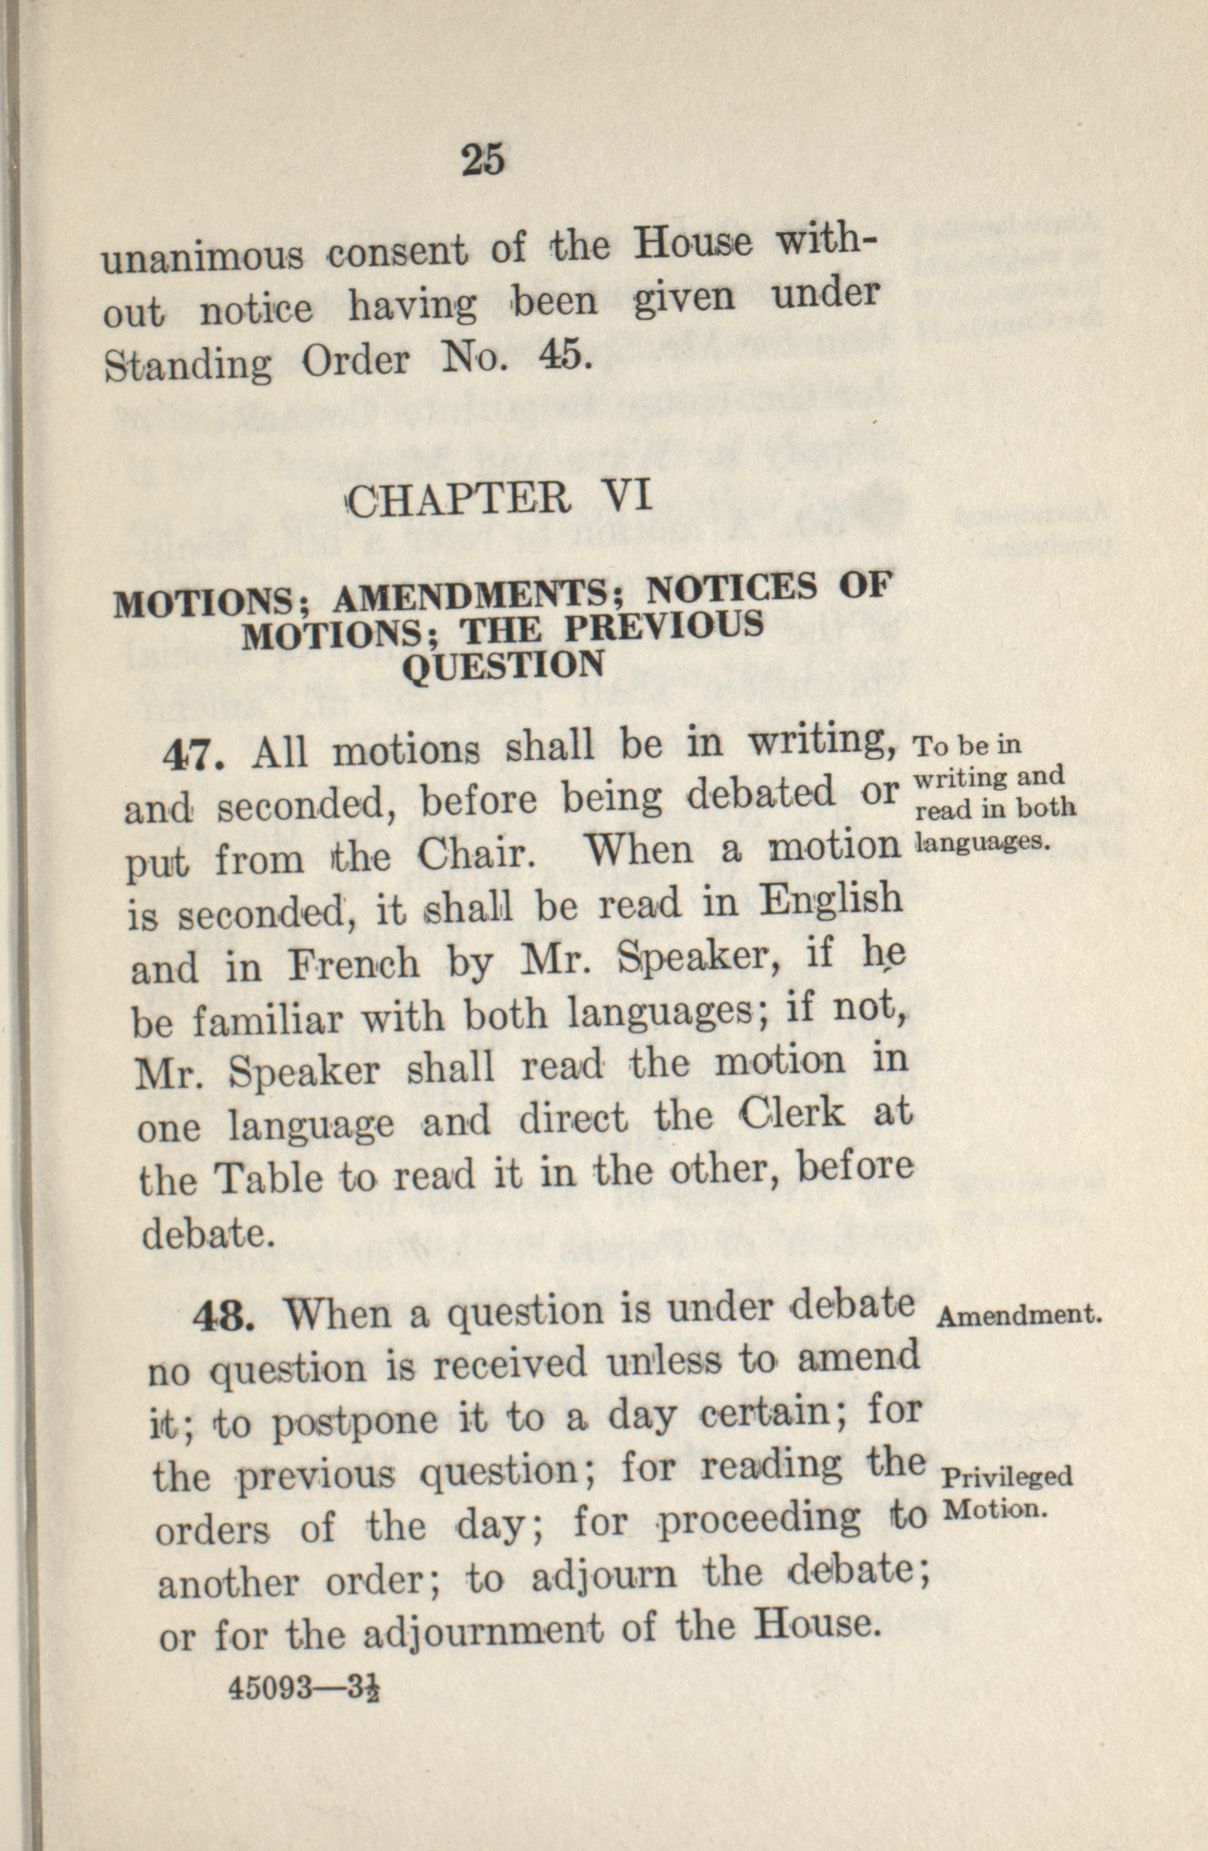 25
unanimous consent of the House with-
out notice having been given under
Standing Order No. 45.
CHAPTER VI
MOTIONS; AMENDMENTS; NOTICES OF
MOTIONS; THE PREVIOUS
QUESTION
47. All motions shall be in writing,
and seconded, before being debated or
put from the Chair. When a motion
is seconded, it shall be read in English
and in French by Mr. Speaker, if he
be familiar with both languages; if not,
Mr. Speaker shall read the motion in
one language and direct the Clerk at
the Table to read it in the other, before
debate.
To be in
writing and
read in both
languages.
48. When a question is under debate
no question is received unless to amend
it; to postpone it to a day certain; for
the previous question; for reading the
orders of the day; for proceeding to
another order; to adjourn the debate;
or for the adjournment of the House.
Amendment.
Privileged
Motion.
45093—3½